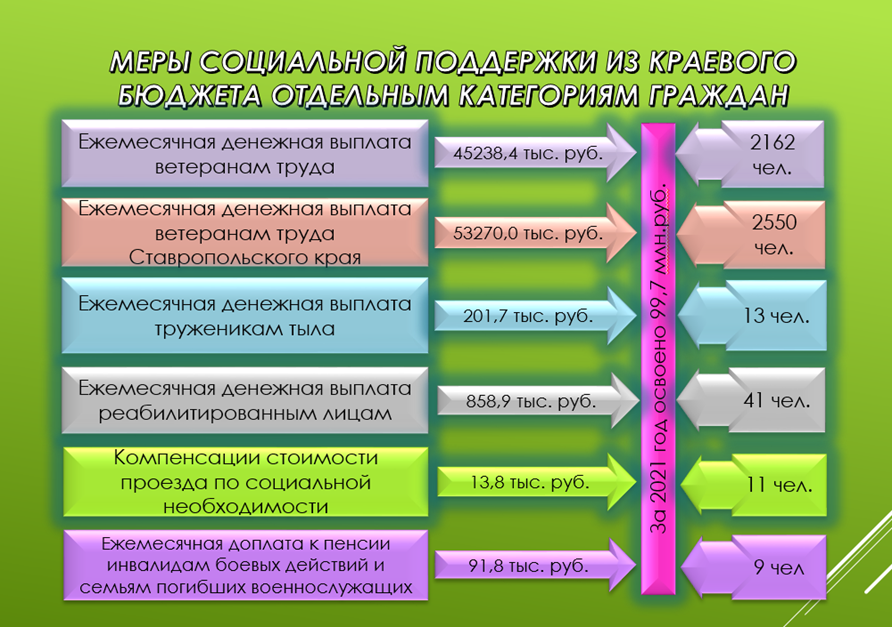 МЕРЫ СОЦИАЛЬНОЙ ПОДДЕРЖКИ ИЗ КРАЕВОГО
БЮДЖЕТА ОТДЕЛЬНЫМ КАТЕГОРИЯМ ГРАЖДАН
Ежемесячная денежная выплата
ветеранам труда
45238,4 тыс. руб.
2162
чел.
Ежемесячная денежная выплата
ветеранам труда
Ставропольского края
53270,0 тыс. руб.
2550
чел.
Ежемесячная денежная выплата
труженикам тыла
201,7 тыс. руб.
13 чел.
Ежемесячная денежная выплата
реабилитированным лицам
858,9 тыс. руб.
41 чел.
Компенсации стоимости
проезда по социальной
необходимости
13,8 тыс. руб.
11 чел.
Ежемесячная доплата к пенсии
инвалидам боевых действий и
семьям погибших военнослужащих
91,8 тыс. руб.
9 чел
За 2021 год освоено 99,7 млн.руб.